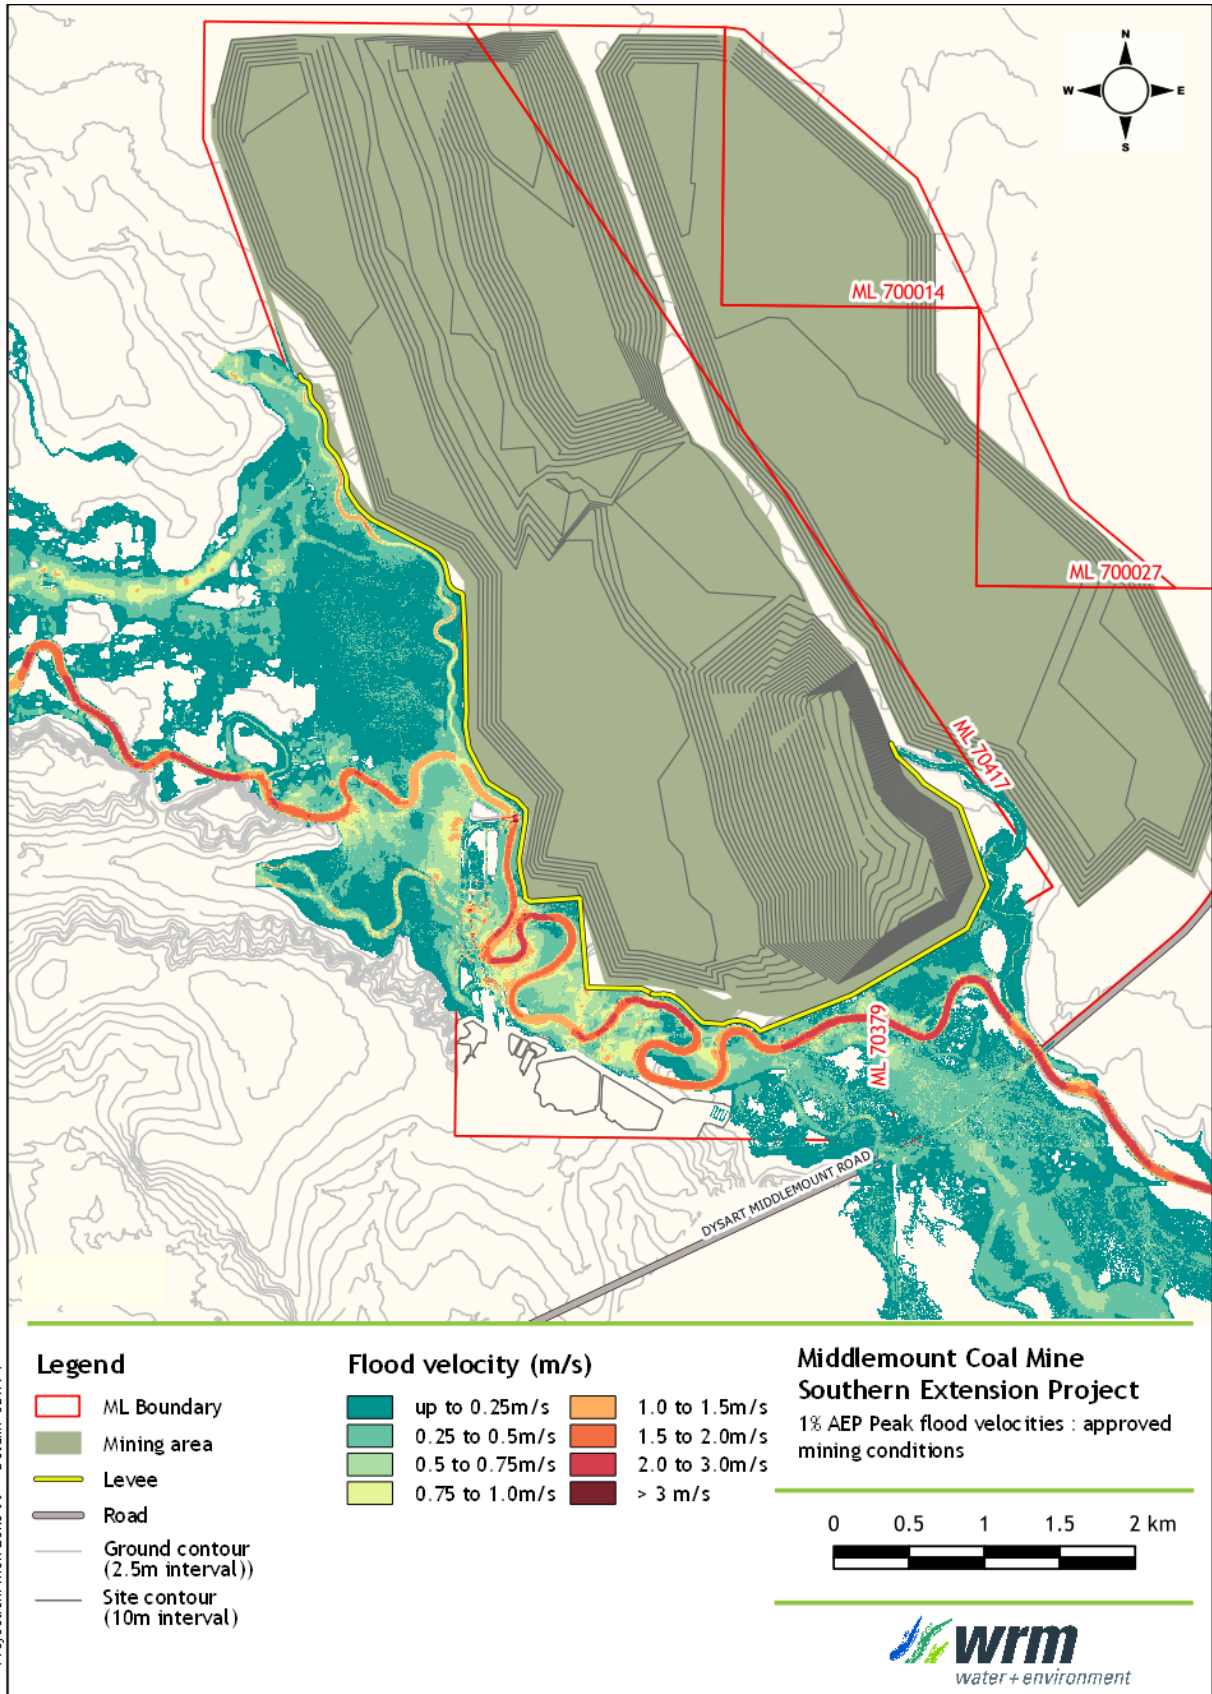 N
W
E
S
ML 700014
ML 700027
ML 70417
ML 70379
DYSART MIDDLEMOUNT ROAD
Legend
ML Boundary
Mining area
Levee
Road
Ground contour
(2.5m interval))
Site contour
(10m interval)
Flood velocity (m/s)
up to 0.25m/s
0.25 to 0.5m/s
0.5 to 0.75m/s
0.75 to 1.0m/s
1.0 to 1.5m/s
1.5 to 2.0m/s
2.0 to 3.0m/s
> 3 m/s
Middlemount Coal Mine
Southern Extension Project
1% AEP Peak flood velocities : approved
mining conditions
0 0.5 1 1.5 2 km
wrm
water + environment